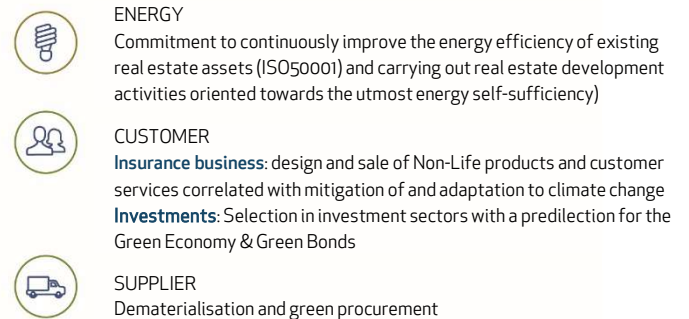 ENERGY
Commitment to continuously improve the energy efficiency of existing
real estate assets (ISO50001) and carrying out real estate development
activities oriented towards the utmost energy self-sufficiency)
CUSTOMER
Insurance business: design and sale of Non-Life products and customer
services correlated with mitigation of and adaptation to climate change
Investments: Selection in investment sectors with a predilection for the
Green Economy & Green Bonds
SUPPLIER
Dematerialisation and green procurement